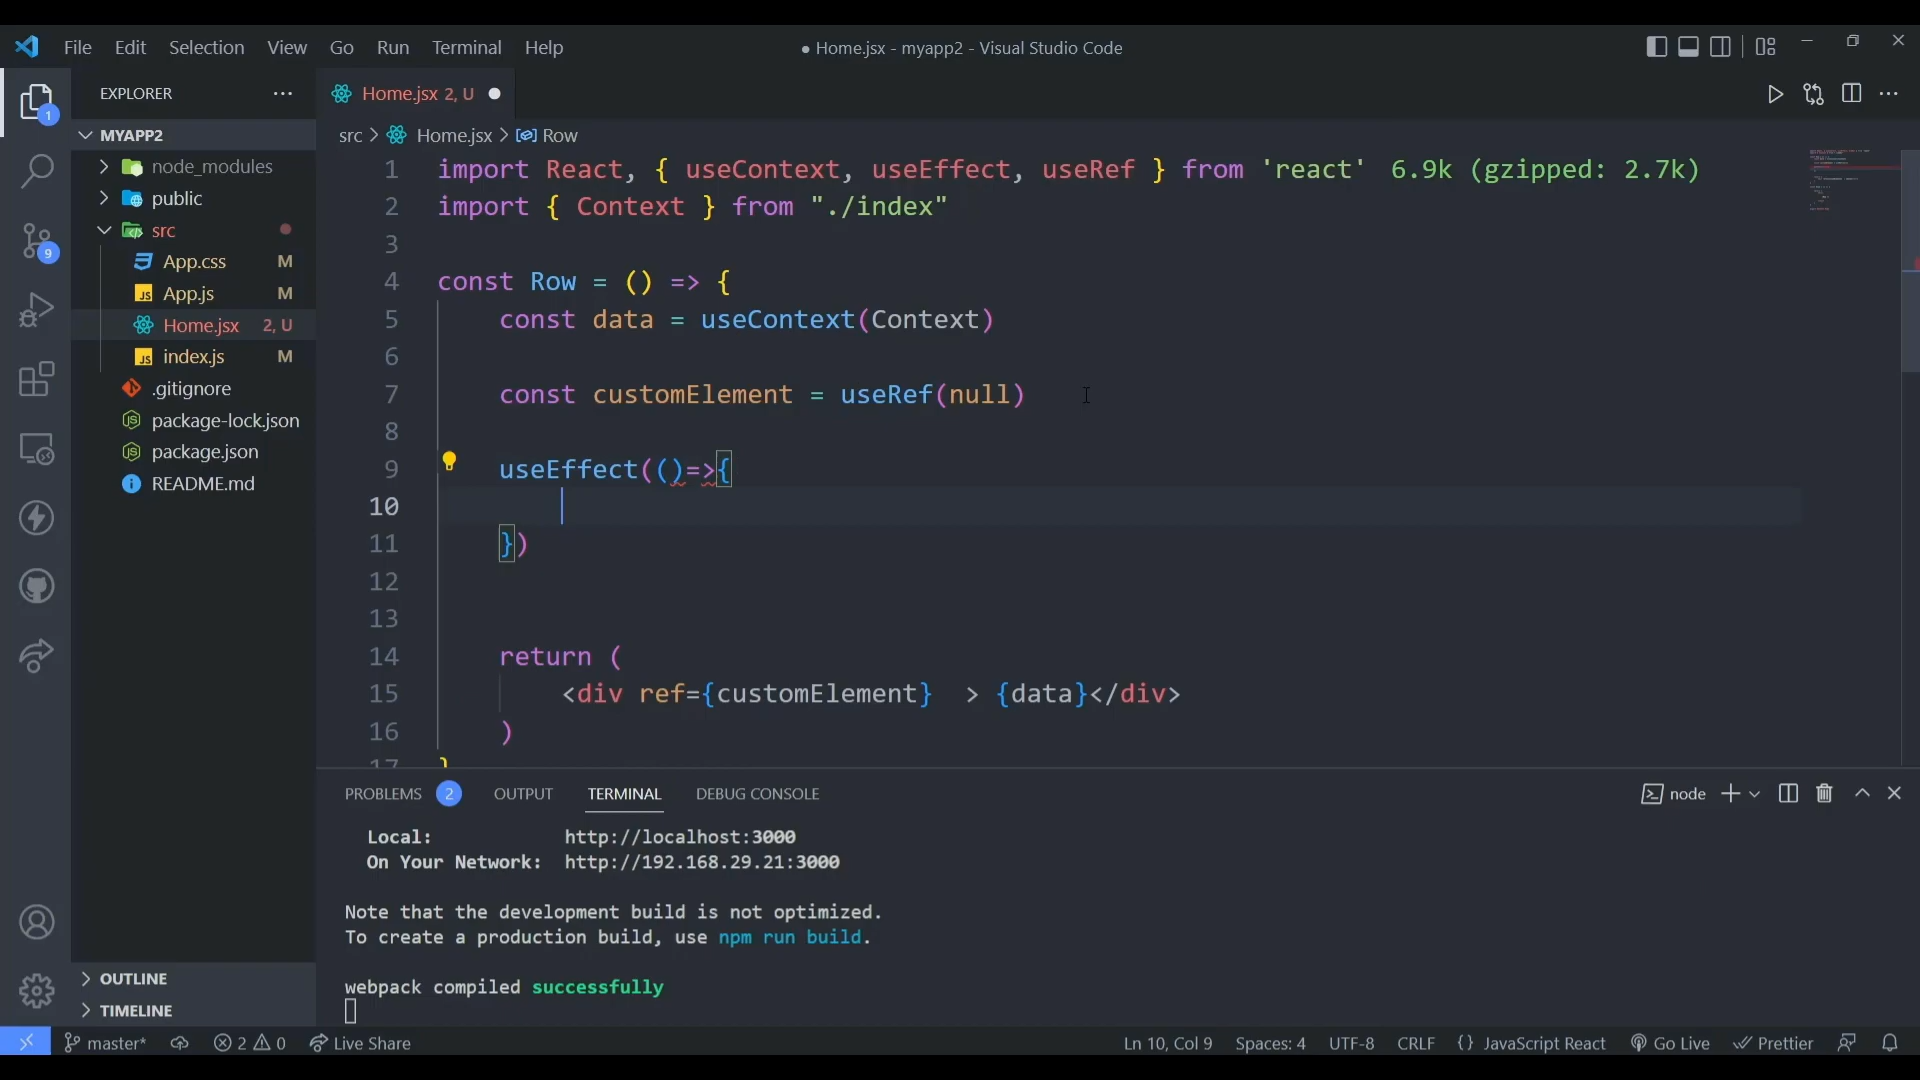 File Edit Selection View Go Run Terminal Help
● Home.jsx - myapp2 - Visual Studio Code
EXPLORER ···
Home.jsx 2, U ●
MYAPP2
src > Home.jsx > Row
node_modules
public
src
App.css M
App.js M
Home.jsx 2, U
index.js M
.gitignore
package-lock.json
package.json
README.md
OUTLINE
TIMELINE
1
9
1 import React, { useContext, useEffect, useRef } from 'react' 6.9k (gzipped: 2.7k)
2 import { Context } from "./index"
3
4 const Row = () => {
5 const data = useContext(Context)
6
7 const customElement = useRef(null)
8
9 useEffect(()=>{
10
11 })
12
13
14 return (
15 <div ref={customElement}  > {data}</div>
16 )
17 }
PROBLEMS 2 OUTPUT TERMINAL DEBUG CONSOLE
node
Local: http://localhost:3000
On Your Network: http://192.168.29.21:3000
Note that the development build is not optimized.
To create a production build, use npm run build.
webpack compiled successfully
master* 2 0 Live Share
Ln 10, Col 9 Spaces: 4 UTF-8 CRLF {} JavaScript React Go Live Prettier